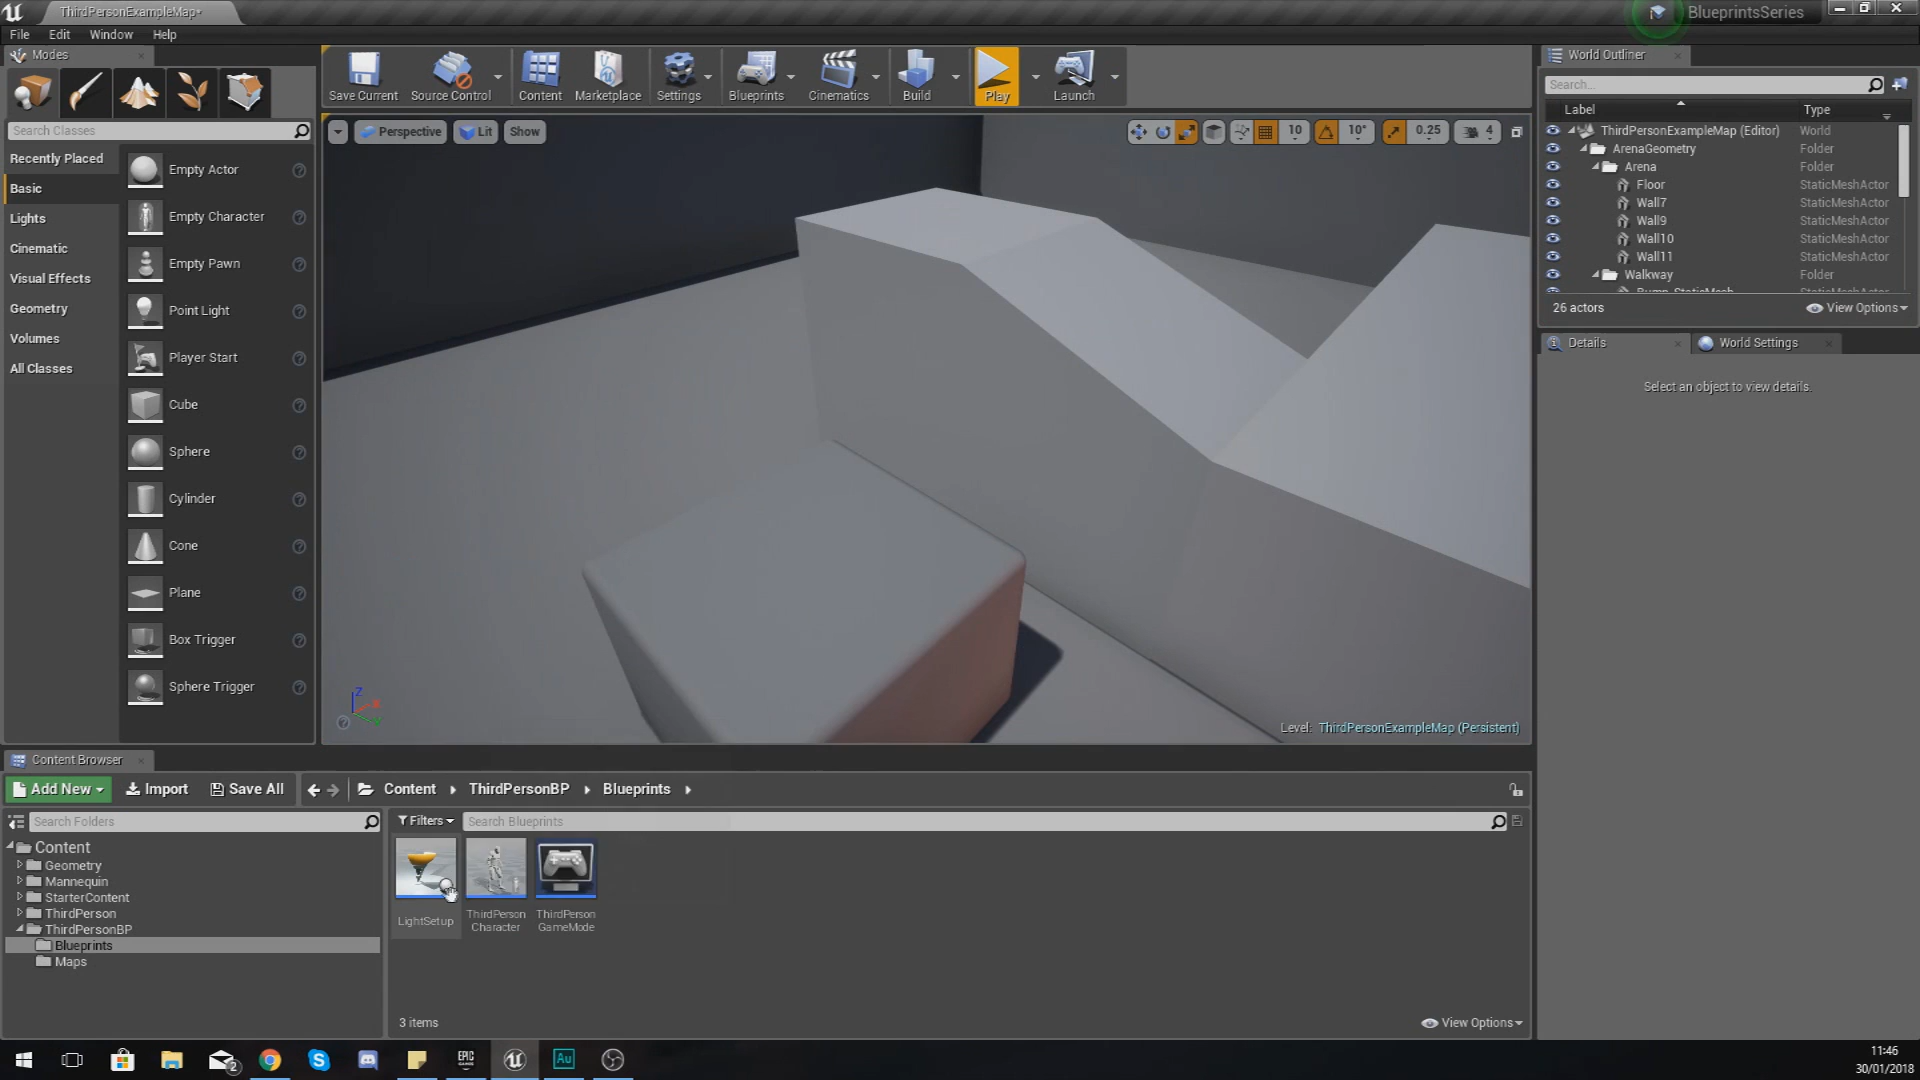 ThirdPersonExampleMap*
BlueprintsSeries
File Edit Window Help
Modes
Search Classes
Recently Placed
Basic
Lights
Cinematic
Visual Effects
Geometry
Volumes
All Classes
Empty Actor
Empty Character
Empty Pawn
Point Light
Player Start
Cube
Sphere
Cylinder
Cone
Plane
Box Trigger
Sphere Trigger
Save Current Source Control Content Marketplace Settings Blueprints Cinematics Build Play Launch
Perspective Lit Show
10 10° 0.25 4
Z
Level: ThirdPersonExampleMap (Persistent)
World Outliner
Search...
Label Type
ThirdPersonExampleMap (Editor) World
ArenaGeometry Folder
Arena Folder
Floor StaticMeshActor
Wall7 StaticMeshActor
Wall9 StaticMeshActor
Wall10 StaticMeshActor
Wall11 StaticMeshActor
Walkway Folder
26 actors View Options
Details World Settings
Select an object to view details.
Content Browser
Add New Import Save All Content ThirdPersonBP Blueprints
Search Folders
Content
Geometry
Mannequin
StarterContent
ThirdPerson
ThirdPersonBP
Blueprints
Maps
Filters Search Blueprints
LightSetup
ThirdPerson
Character
ThirdPerson
GameMode
3 items View Options
2
EPIC
GAMES
Au
11:46
30/01/2018